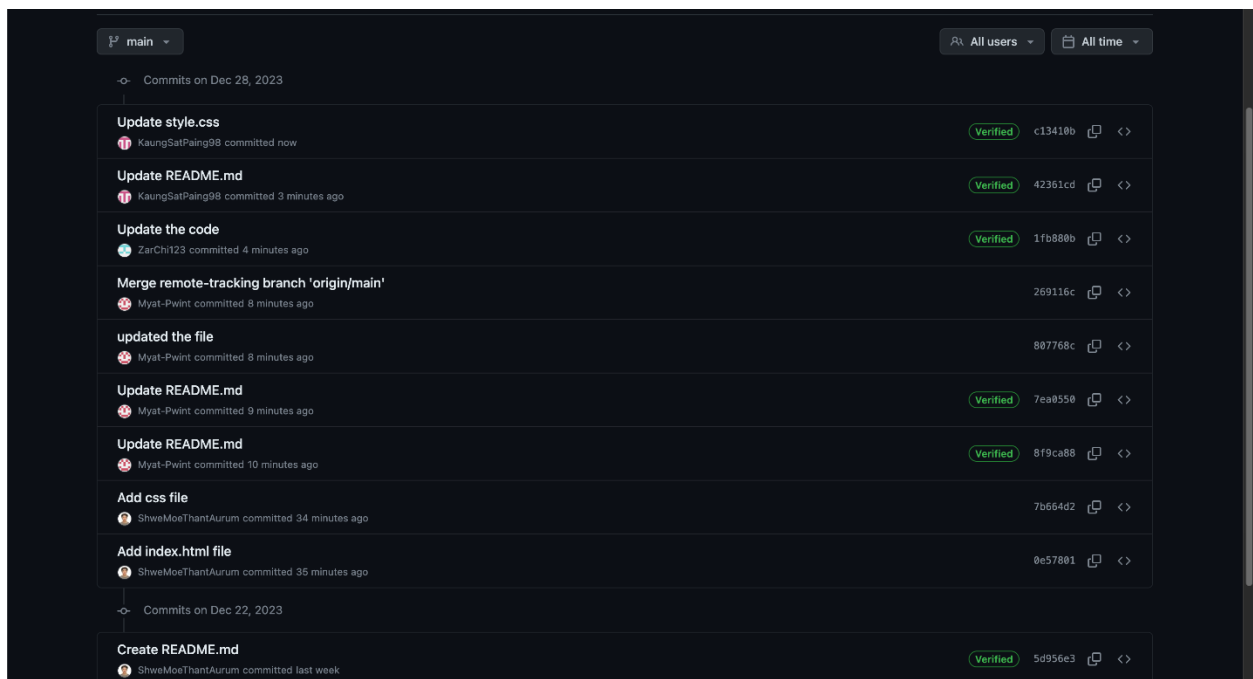 main
All users
All time
Commits on Dec 28, 2023
Update style.css
KaungSatPaing98 committed now
Verified
c13410b
Update README.md
KaungSatPaing98 committed 3 minutes ago
Verified
42361cd
Update the code
ZarChi123 committed 4 minutes ago
Verified
1fb880b
Merge remote-tracking branch 'origin/main'
Myat-Pwint committed 8 minutes ago
269116c
updated the file
Myat-Pwint committed 8 minutes ago
807768c
Update README.md
Myat-Pwint committed 9 minutes ago
Verified
7ea0550
Update README.md
Myat-Pwint committed 10 minutes ago
Verified
8f9ca88
Add css file
ShweMoeThantAurum committed 34 minutes ago
7b664d2
Add index.html file
ShweMoeThantAurum committed 35 minutes ago
0e57801
Commits on Dec 22, 2023
Create README.md
ShweMoeThantAurum committed last week
Verified
5d956e3